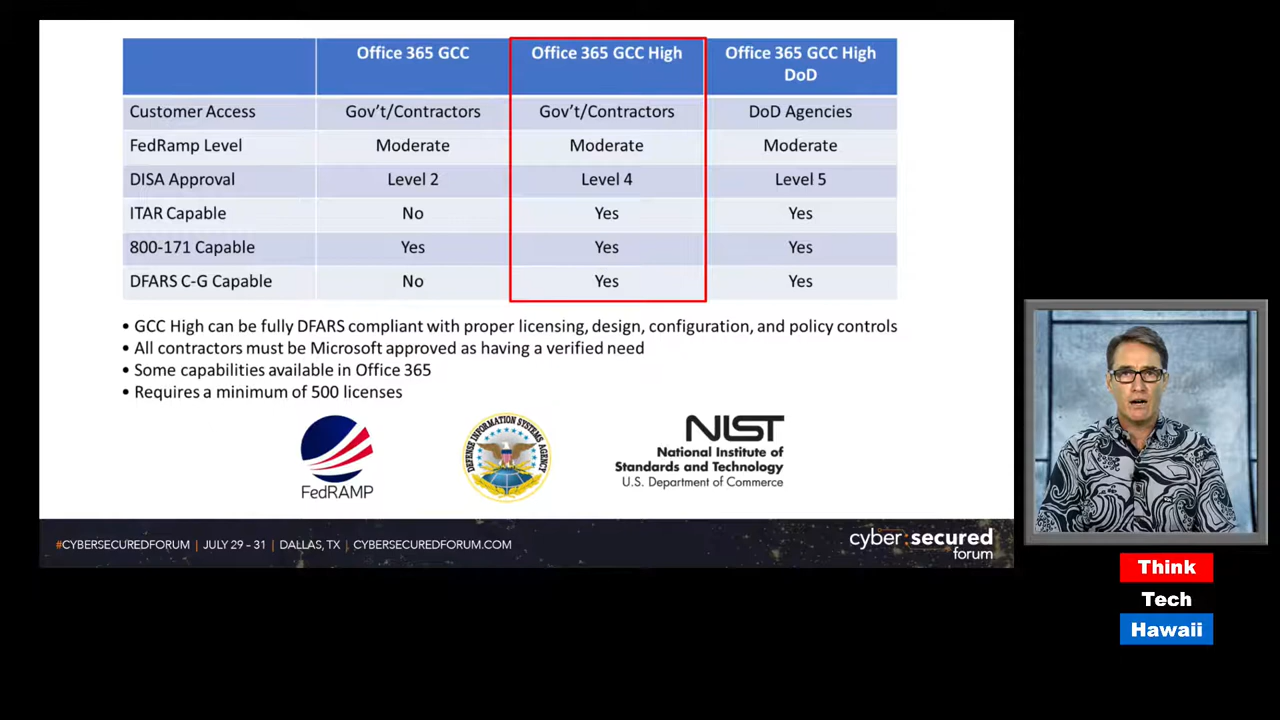 Office 365 GCC
Office 365 GCC High
Office 365 GCC High
DoD
Customer Access
Gov’t/Contractors
Gov’t/Contractors
DoD Agencies
FedRamp Level
Moderate
Moderate
Moderate
DISA Approval
Level 2
Level 4
Level 5
ITAR Capable
No
Yes
Yes
800-171 Capable
Yes
Yes
Yes
DFARS C-G Capable
No
Yes
Yes
• GCC High can be fully DFARS compliant with proper licensing, design, configuration, and policy controls
• All contractors must be Microsoft approved as having a verified need
• Some capabilities available in Office 365
• Requires a minimum of 500 licenses
FedRAMP
DEFENSE INFORMATION SYSTEMS AGENCY
NIST
National Institute of
Standards and Technology
U.S. Department of Commerce
#CYBERSECUREDFORUM | JULY 29 - 31 | DALLAS, TX | CYBERSECUREDFORUM.COM
cyber:secured
forum
Think
Tech
Hawaii